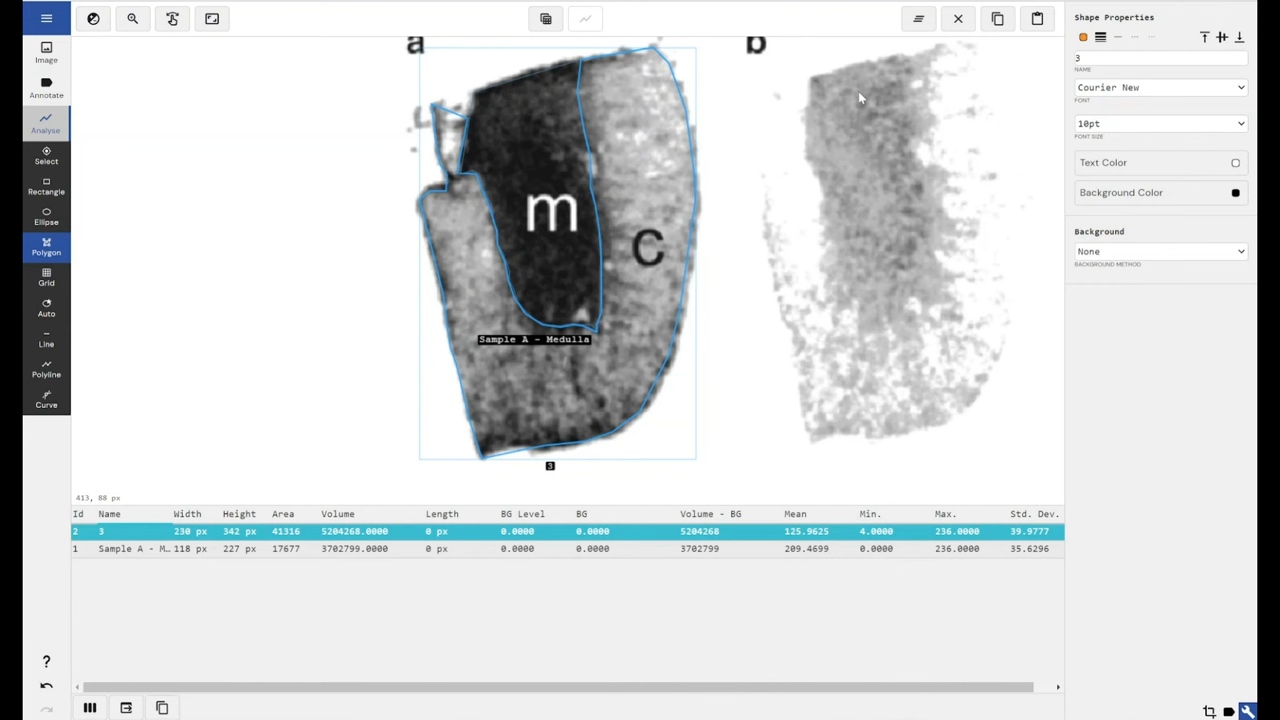 Image
Annotate
Analyse
Select
Rectangle
Ellipse
Polygon
Grid
Auto
Line
Polyline
Curve
?
a
b
m
C
Sample A - Medulla
3
413, 88 px
Id Name Width Height Area Volume Length BG Level BG Volume - BG Mean Min. Max. Std. Dev.
2 3 230 px 342 px 41316 5204268.0000 0 px 0.0000 0.0000 5204268 125.9625 4.0000 236.0000 39.9777
1 Sample A - M… 118 px 227 px 17677 3702799.0000 0 px 0.0000 0.0000 3702799 209.4699 0.0000 236.0000 35.6296
Shape Properties
3
NAME
Courier New
FONT
10pt
FONT SIZE
Text Color
Background Color
Background
None
BACKGROUND METHOD